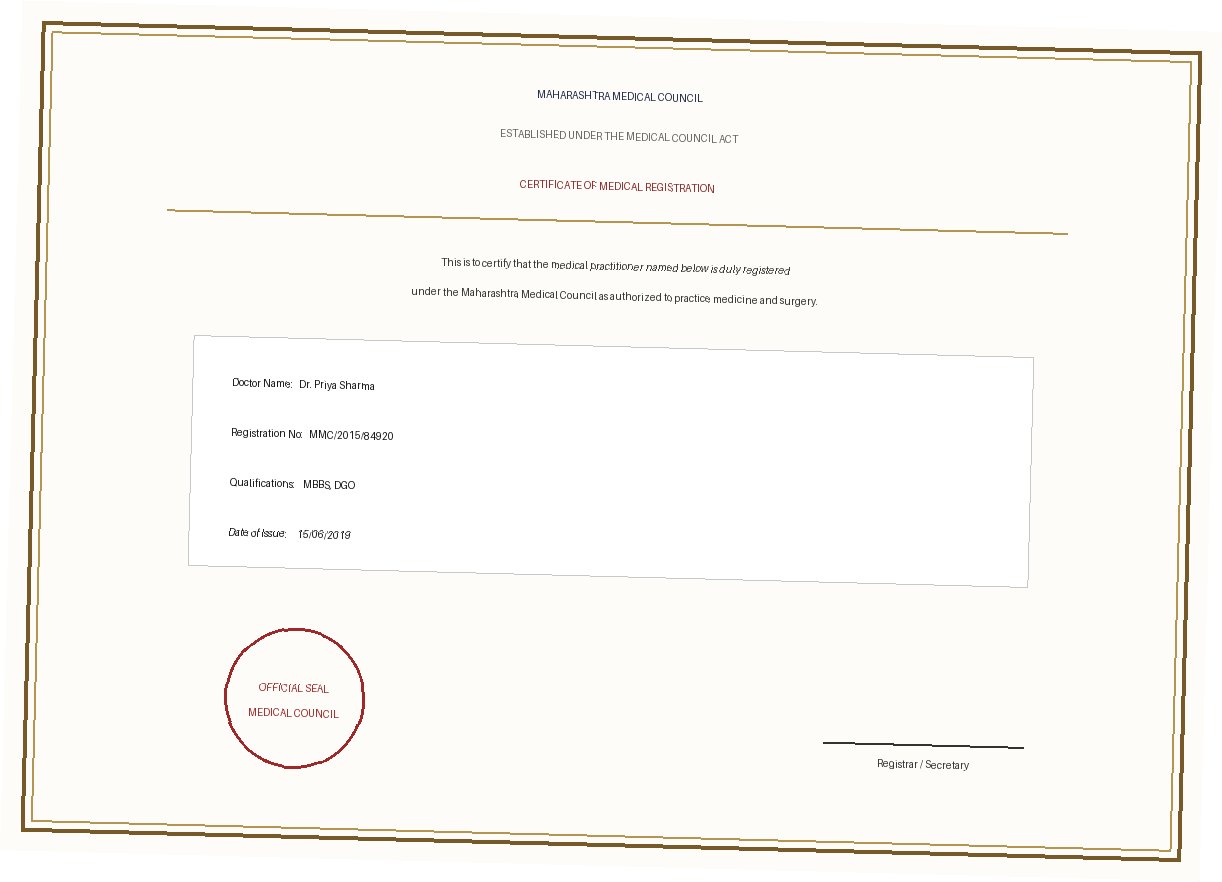 MAHARASHTRA MEDICAL COUNCIL
ESTABLISHED UNDER THE MEDICAL COUNCIL ACT
CERTIFICATE OF MEDICAL REGISTRATION
This is to certify that the medical practitioner named below is duly registered
under the Maharashtra Medical Council as authorized to practice medicine and surgery.
Doctor Name: Dr. Priya Sharma
Registration No: MMC/2015/84920
Qualifications: MBBS, DGO
Date of Issue: 15/06/2019
OFFICIAL SEAL
MEDICAL COUNCIL
Registrar / Secretary